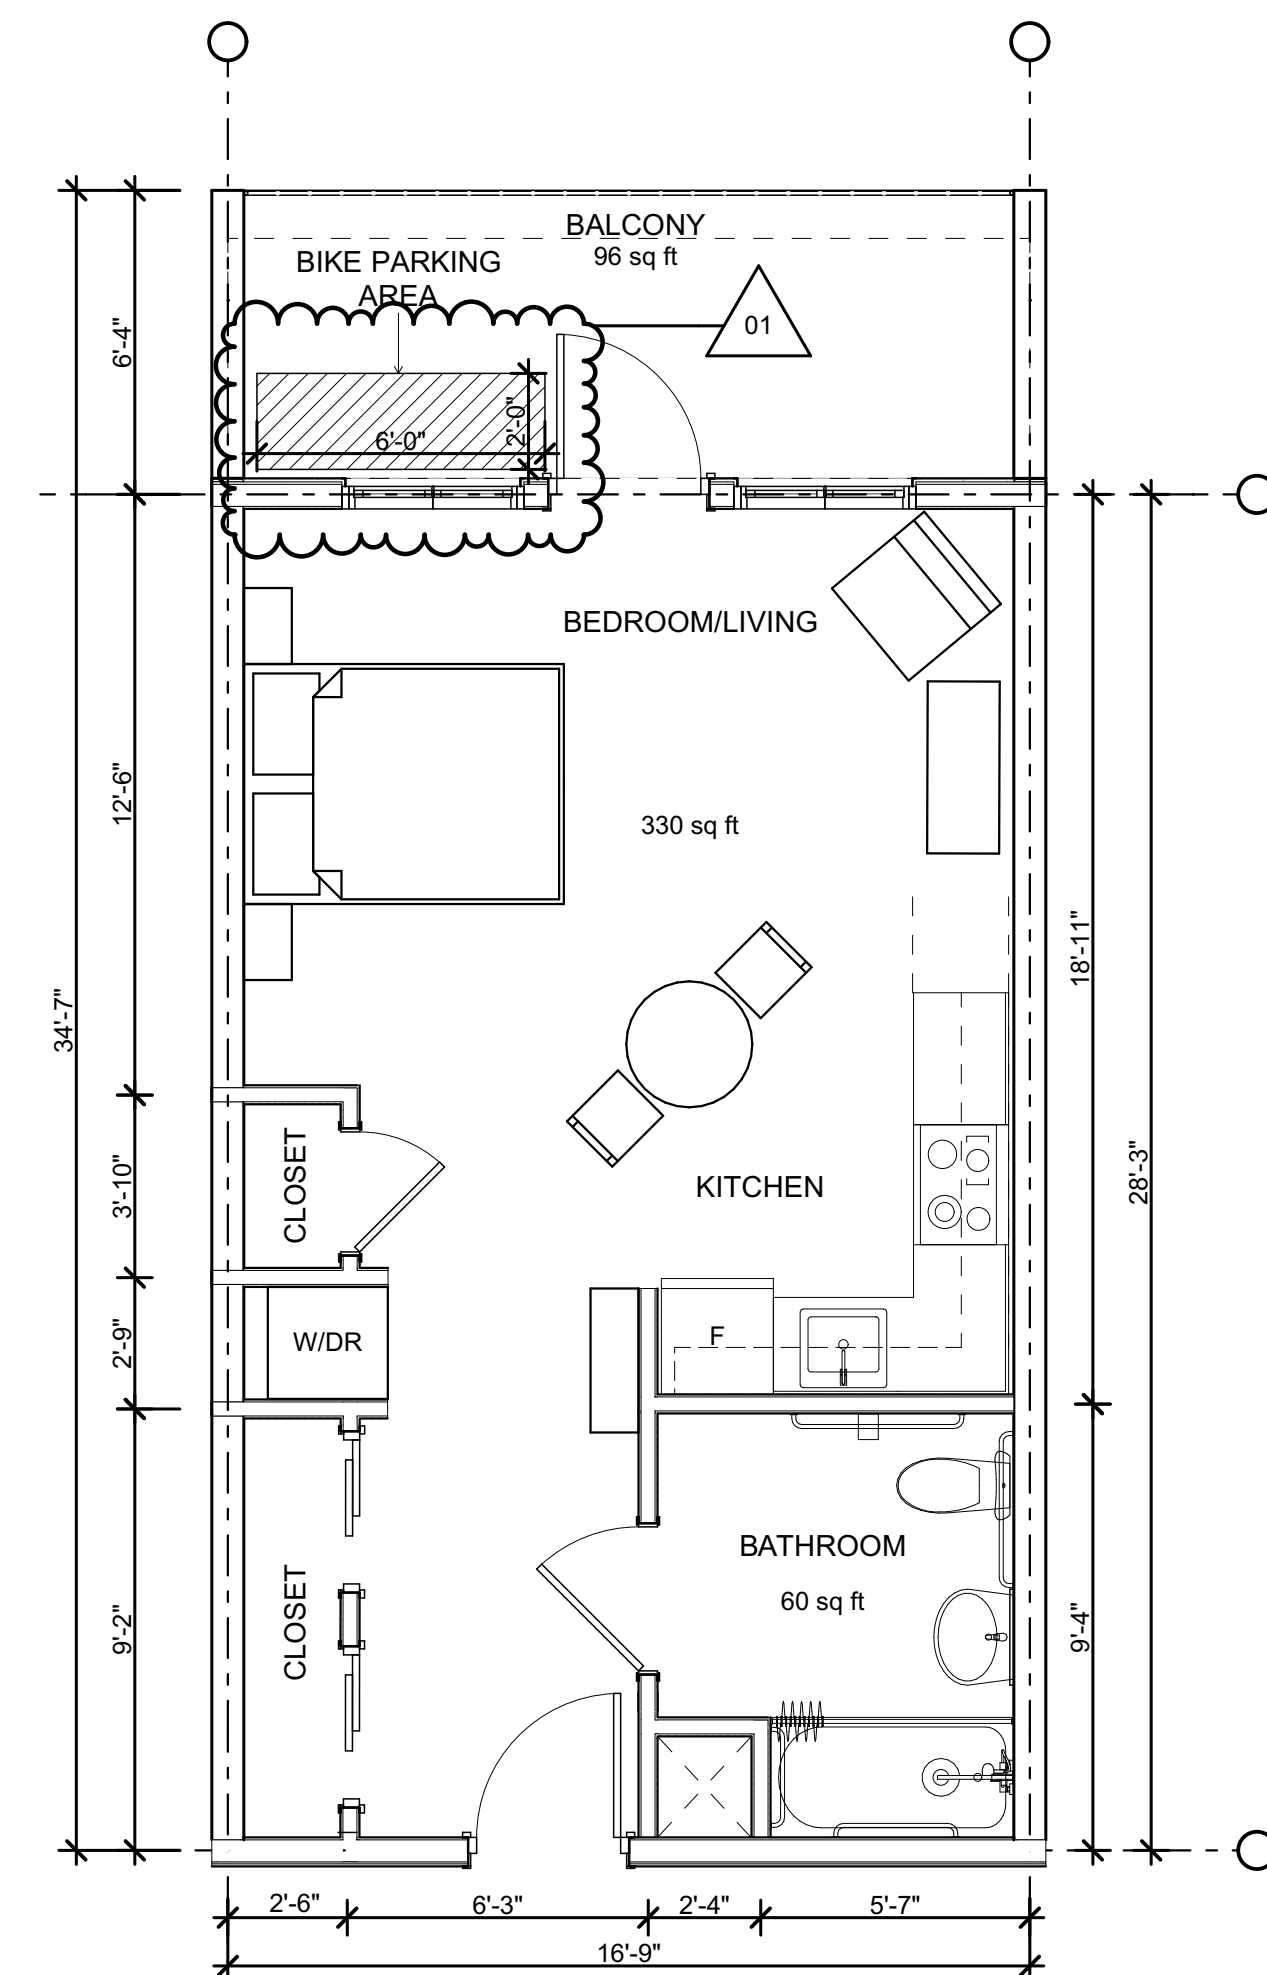 BALCONY
96 sq ft
BIKE PARKING
AREA
01
6'-4"
2'-0"
6'-0"
BEDROOM/LIVING
12'-6"
330 sq ft
18'-11"
34'-7"
CLOSET
3'-10"
KITCHEN
28'-3"
2'-9"
W/DR
F
BATHROOM
60 sq ft
CLOSET
9'-2"
9'-4"
2'-6"
6'-3"
2'-4"
5'-7"
16'-9"